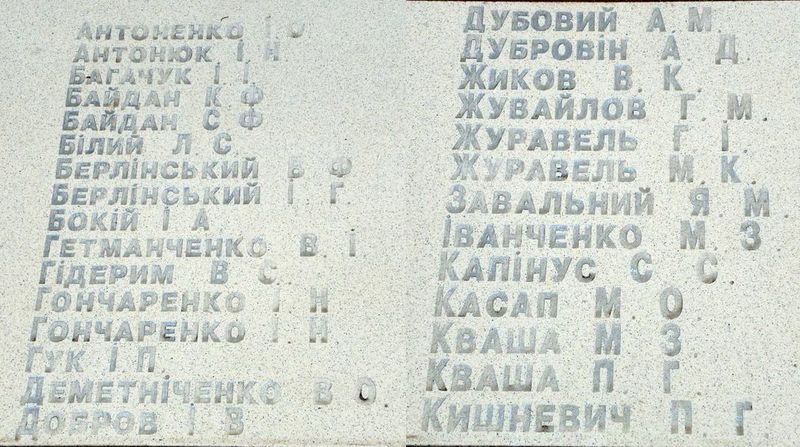 АНТОНЕНКО І О
АНТОНЮК І Н
БАГАЧУК І І
БАЙДАН К Ф
БАЙДАН С Ф
БІЛИЙ Л С
БЕРЛІНСЬКИЙ В Ф
БЕРЛІНСЬКИЙ І Г
БОКІЙ І А
ГЕТМАНЧЕНКО В І
ГІДЕРИМ В С
ГОНЧАРЕНКО І Н
ГОНЧАРЕНКО І Н
ГУК І П
ДЕМЕТНІЧЕНКО В О
ДОБРОВ І В
ДУБОВИЙ А М
ДУБРОВІН А Д
ЖИКОВ В К
ЖУВАЙЛОВ Г М
ЖУРАВЕЛЬ Г І
ЖУРАВЕЛЬ М К
ЗАВАЛЬНИЙ Я М
ІВАНЧЕНКО М З
КАЛІНУС С С
КАСАП М О
КВАША М З
КВАША П Г
КИШНЕВИЧ П Г